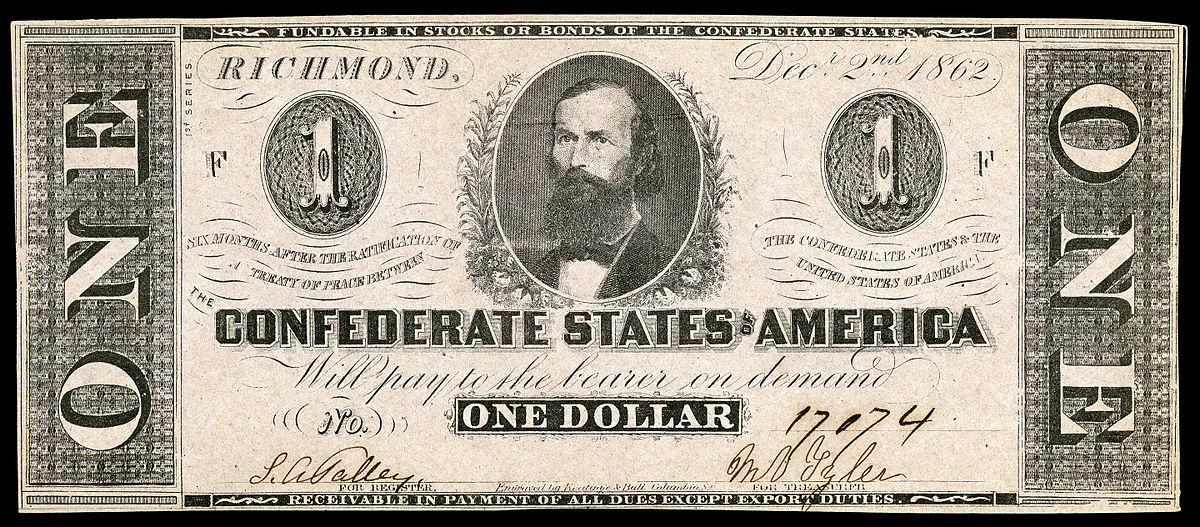 FUNDABLE IN STOCKS OR BONDS OF THE CONFEDERATE STATES.
RICHMOND,
Decr. 2nd 1862.
1st SERIES.
ONE
1
1
ONE
F
F
SIX MONTHS AFTER THE RATIFICATION OF
A TREATY OF PEACE BETWEEN
THE CONFEDERATE STATES & THE
UNITED STATES OF AMERICA
THE
CONFEDERATE STATES OF AMERICA
Will pay to the bearer on demand
No.
ONE DOLLAR
17074
FOR REGISTER.
Engraved by Keatinge & Ball, Columbia, S.C.
FOR TREASURER
RECEIVABLE IN PAYMENT OF ALL DUES EXCEPT EXPORT DUTIES.